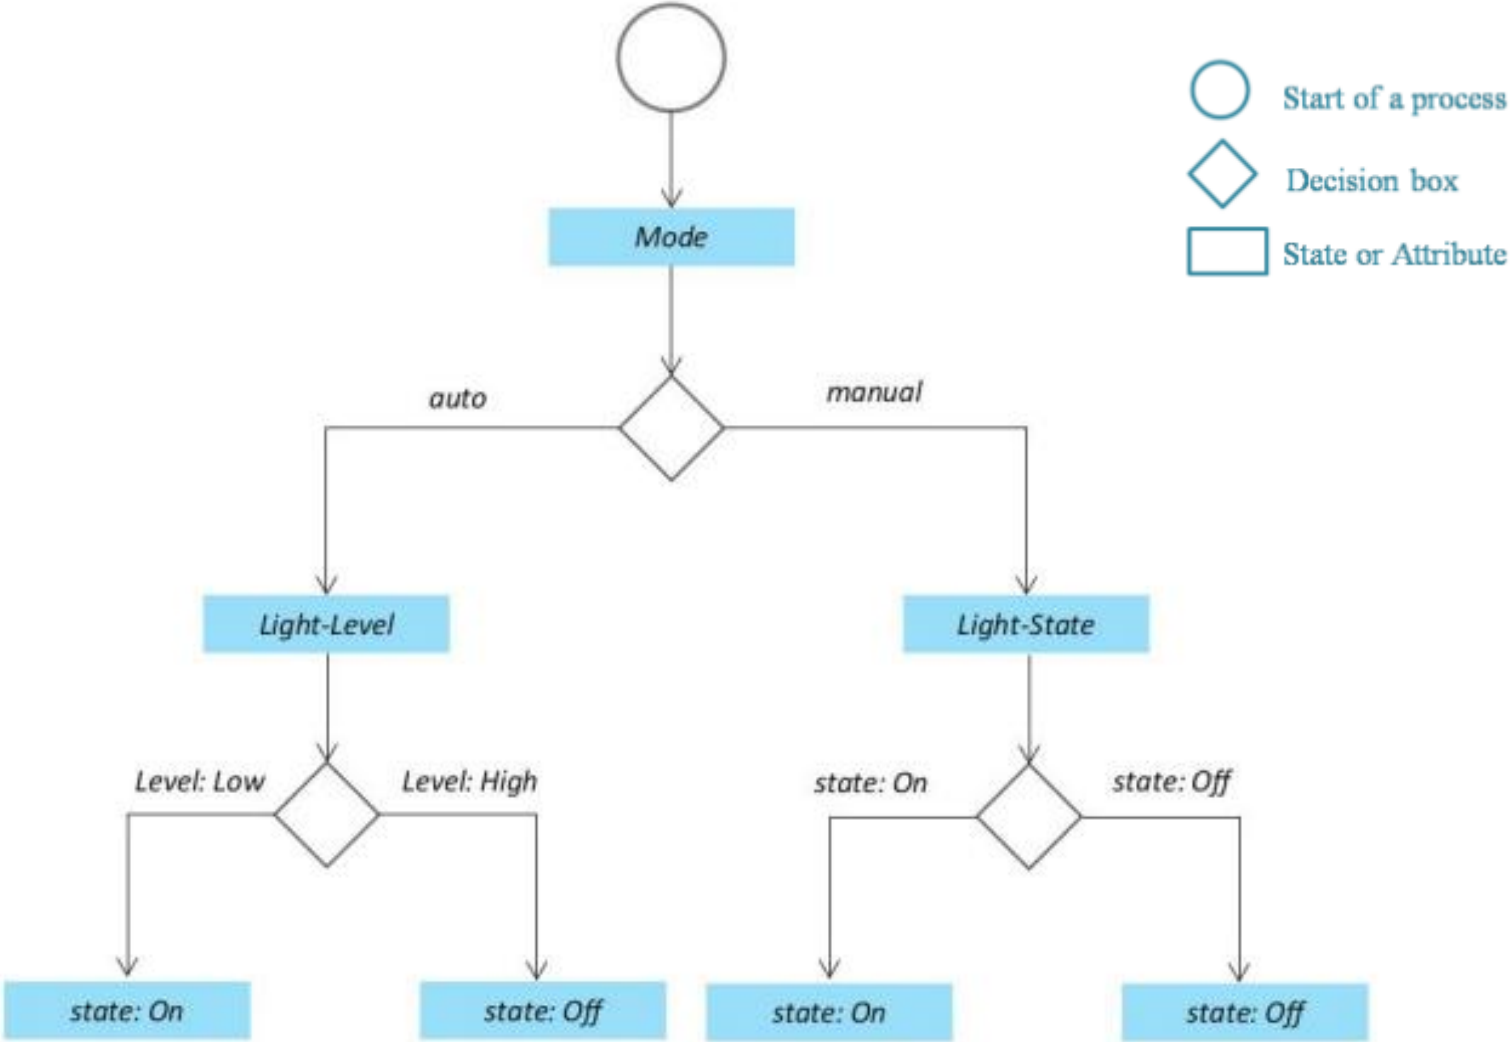 Start of a process
Decision box
State or Attribute
Mode
auto
manual
Light-Level
Light-State
Level: Low
Level: High
state: On
state: Off
state: On
state: Off
state: On
state: Off